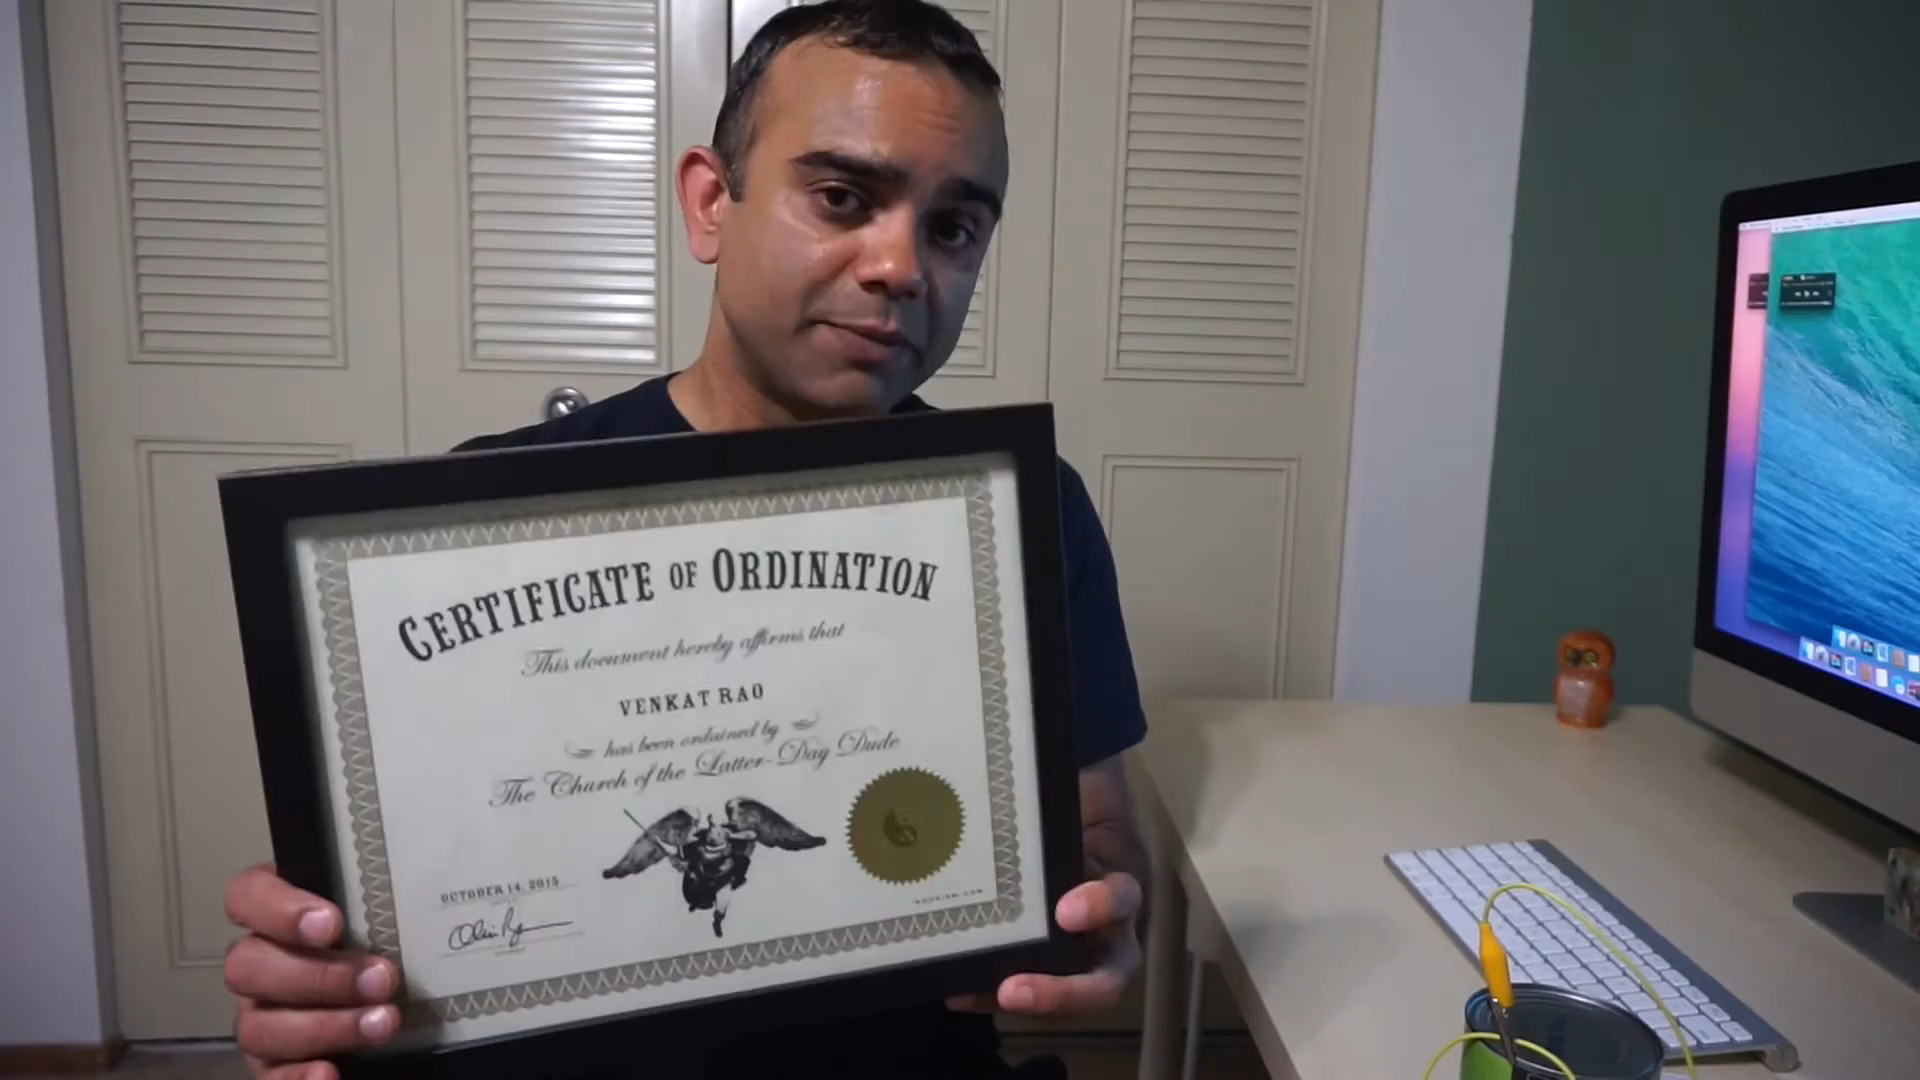 CERTIFICATE OF ORDINATION
This document hereby affirms that
VENKAT RAO
has been ordained by
The Church of the Latter-Day Dude
OCTOBER 14, 2015